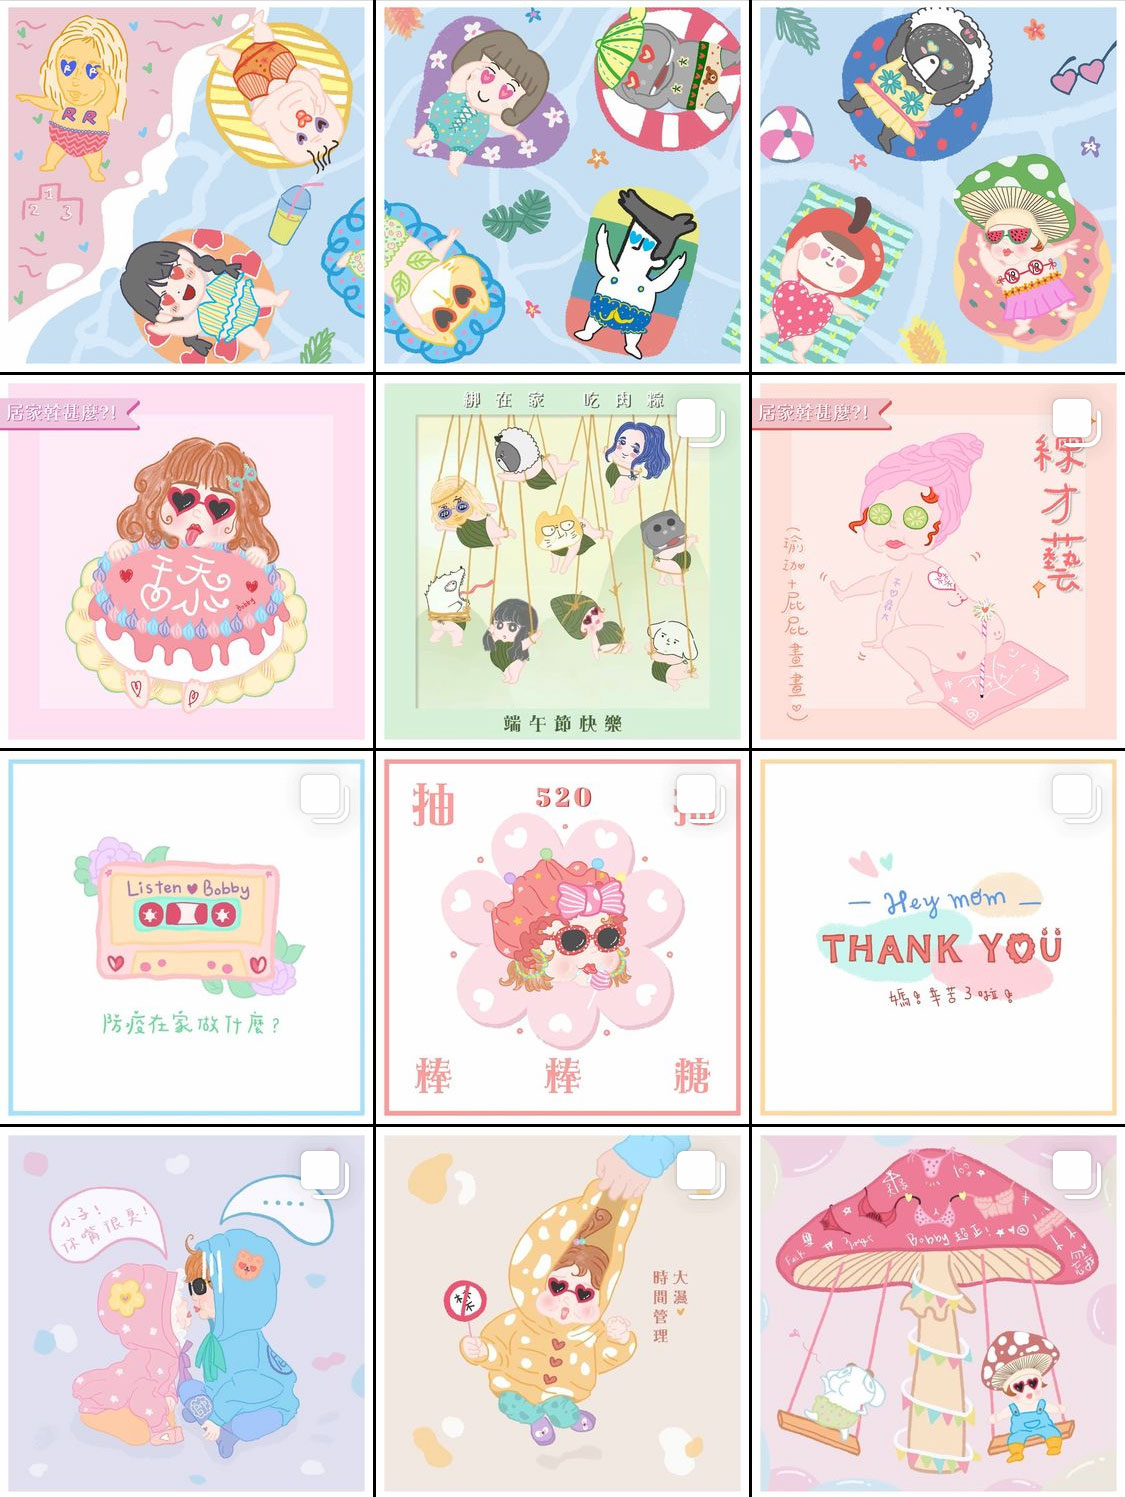 R R
1
2 3
居家幹甚麼?!
恭
Bobby
綁在家 吃肉粽
端午節快樂
居家幹甚麼?!
裸才藝
(瑜珈+屁屁畫畫♡)
Listen ♥ Bobby
防疫在家做什麼?
抽
520
棒 棒 糖
Hey mom
THANK YOU
媽! 辛苦了啦!
小子!
你嘴很臭!
....
大濕
時間管理
Bobby 超正!